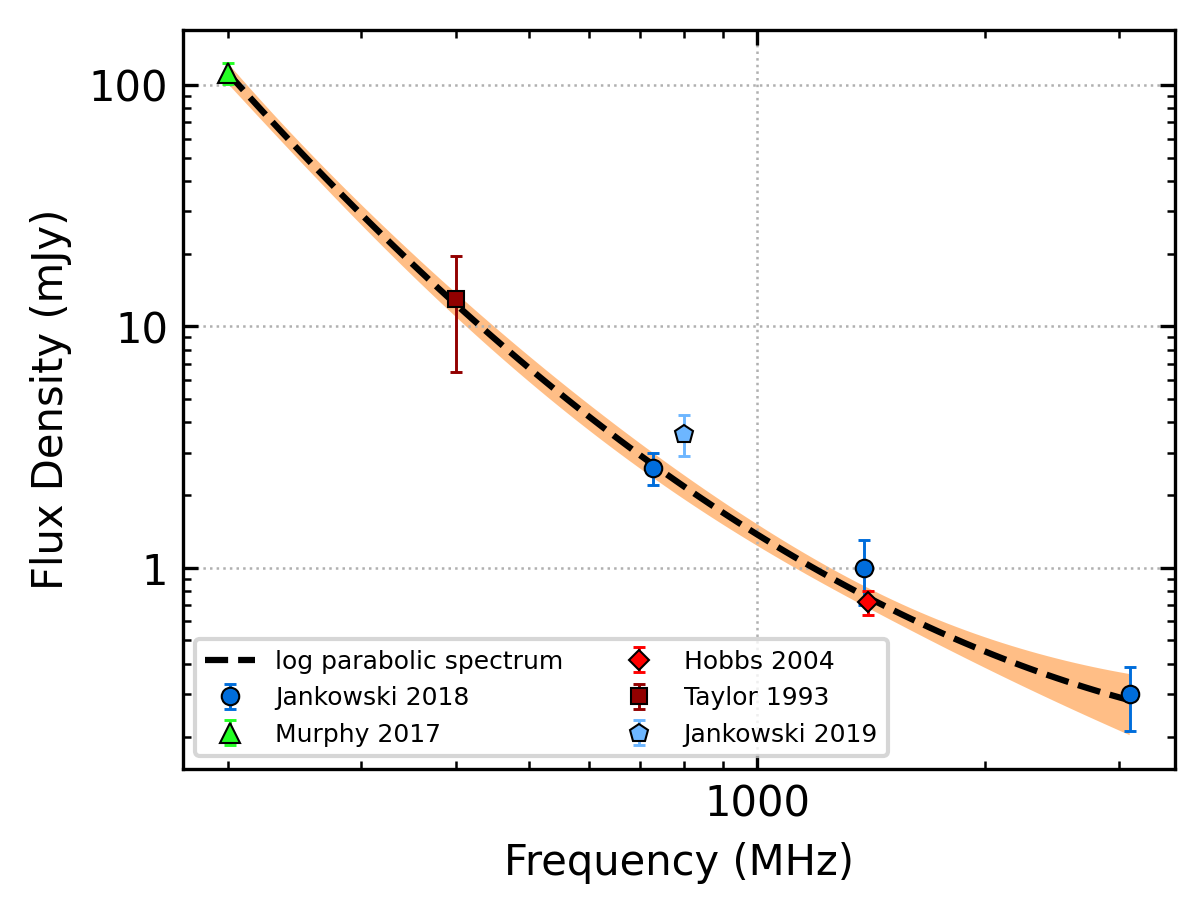 Flux Density (mJy)
100
10
1
log parabolic spectrum
Jankowski 2018
Murphy 2017
Hobbs 2004
Taylor 1993
Jankowski 2019
1000
Frequency (MHz)